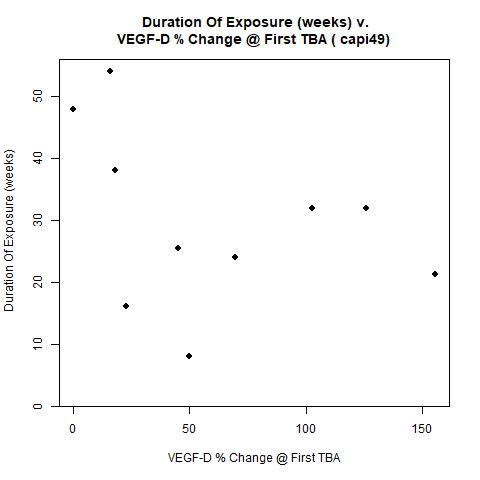 Duration Of Exposure (weeks) v.
VEGF-D % Change @ First TBA ( capi49)
Duration Of Exposure (weeks)
50
40
30
20
10
0
0 50 100 150
VEGF-D % Change @ First TBA